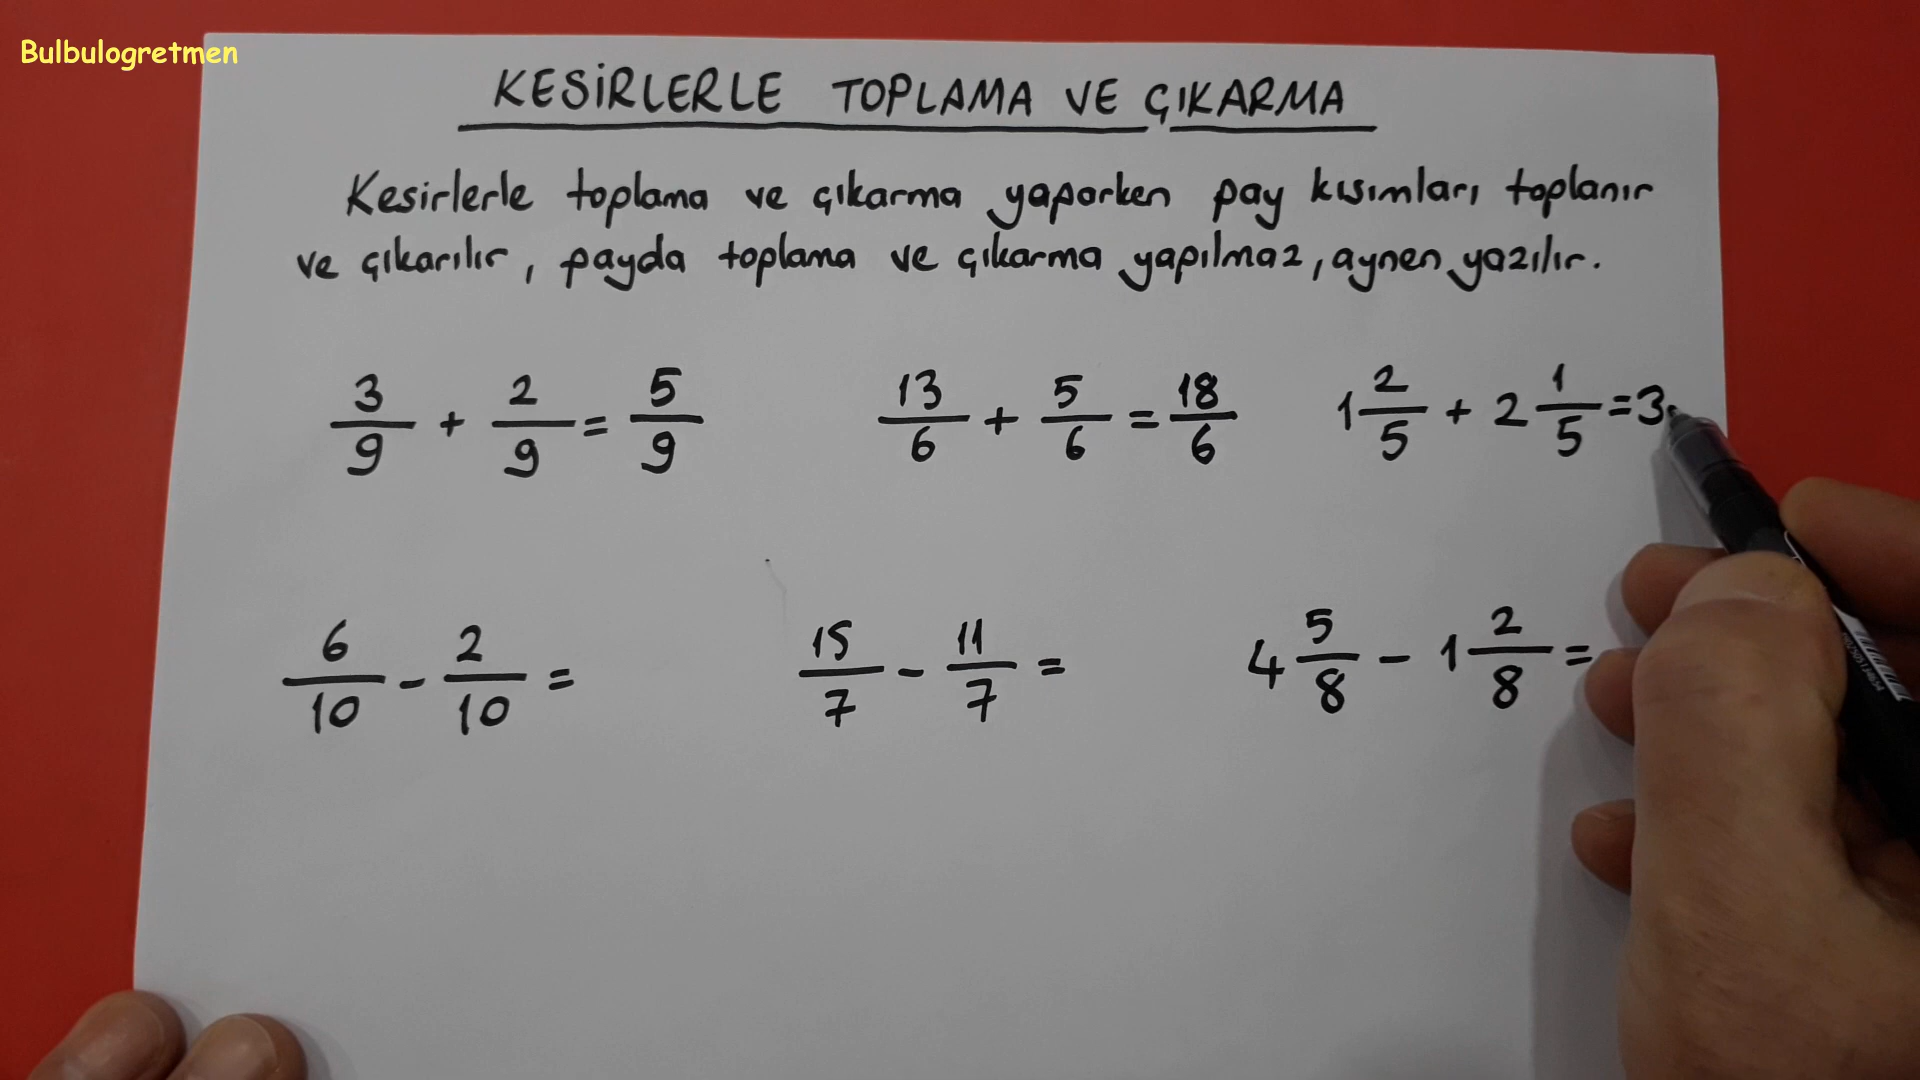 Bulbulogretmen
KESİRLERLE TOPLAMA VE ÇIKARMA
Kesirlerle toplama ve çıkarma yaparken pay kısımları toplanır
ve çıkarılır, payda toplama ve çıkarma yapılmaz, aynen yazılır.
3/9 + 2/9 = 5/9
13/6 + 5/6 = 18/6
1 2/5 + 2 1/5 = 3
6/10 - 2/10 =
15/7 - 11/7 =
4 5/8 - 1 2/8 =